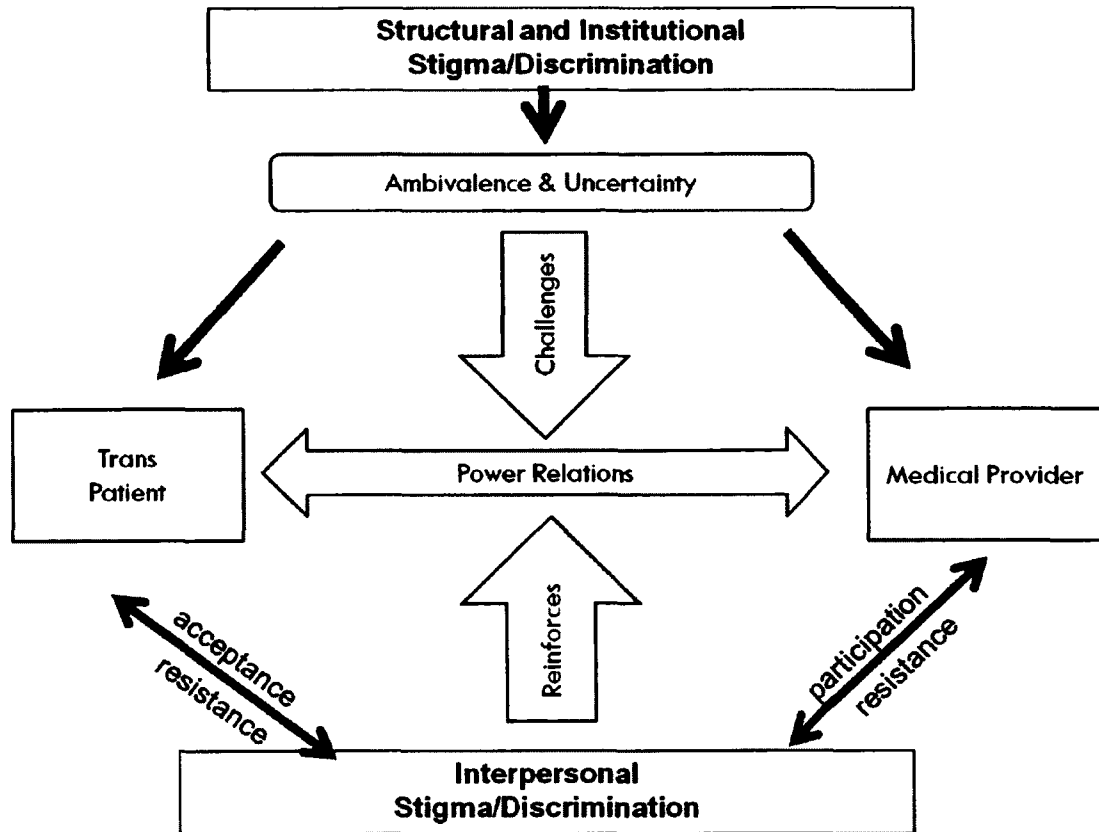 Structural and Institutional
Stigma/Discrimination
Ambivalence & Uncertainty
Challenges
Trans
Patient
Power Relations
Medical Provider
Reinforces
acceptance
resistance
participation
resistance
Interpersonal
Stigma/Discrimination